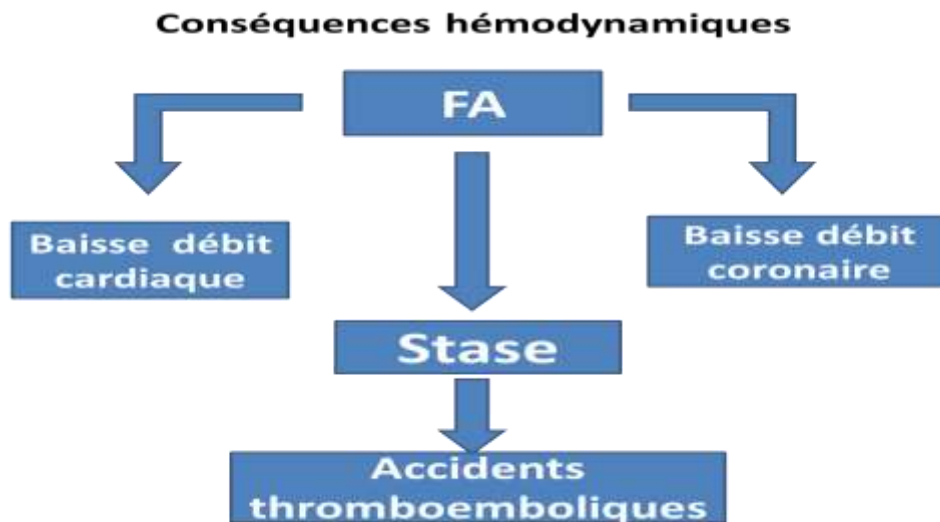 Conséquences hémodynamiques
FA
Baisse débit
cardiaque
Baisse débit
coronaire
Stase
Accidents
thromboemboliques